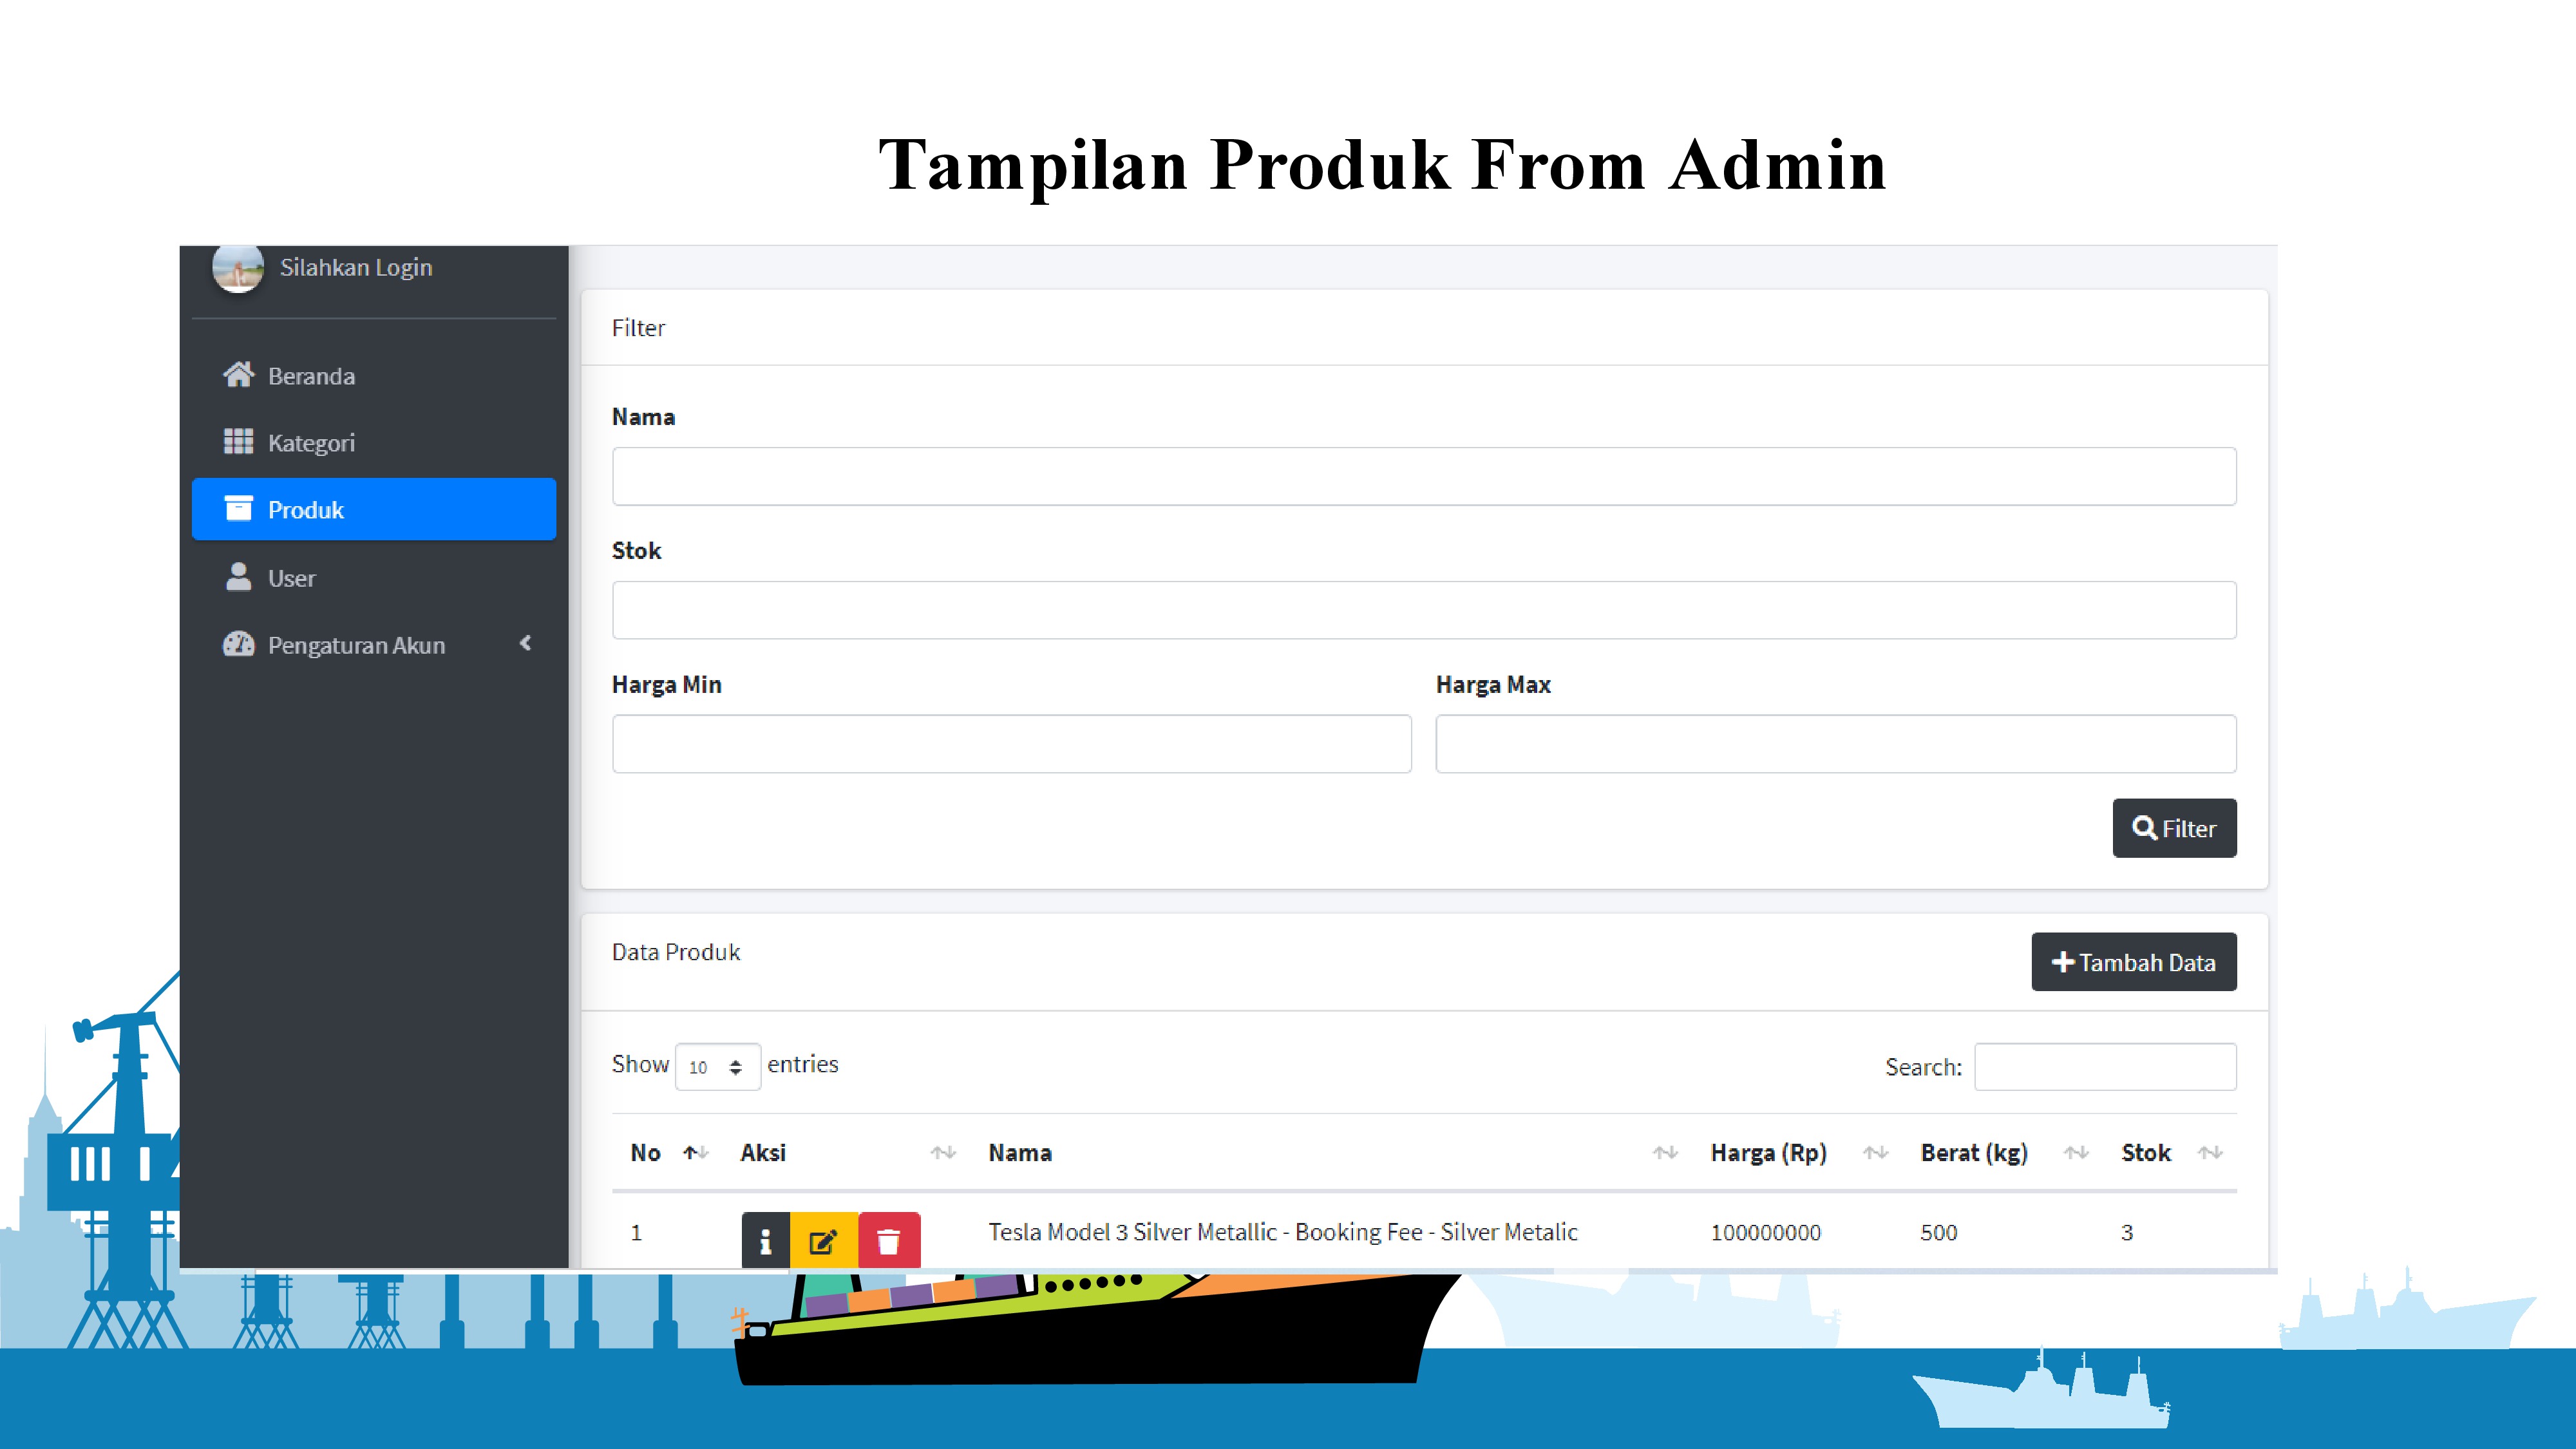 Tampilan Produk From Admin
Silahkan Login
Beranda
Kategori
Produk
User
Pengaturan Akun
Filter
Nama
Stok
Harga Min Harga Max
Filter
Data Produk Tambah Data
Show 10 entries Search:
No Aksi Nama Harga (Rp) Berat (kg) Stok
1 Tesla Model 3 Silver Metallic - Booking Fee - Silver Metalic 100000000 500 3